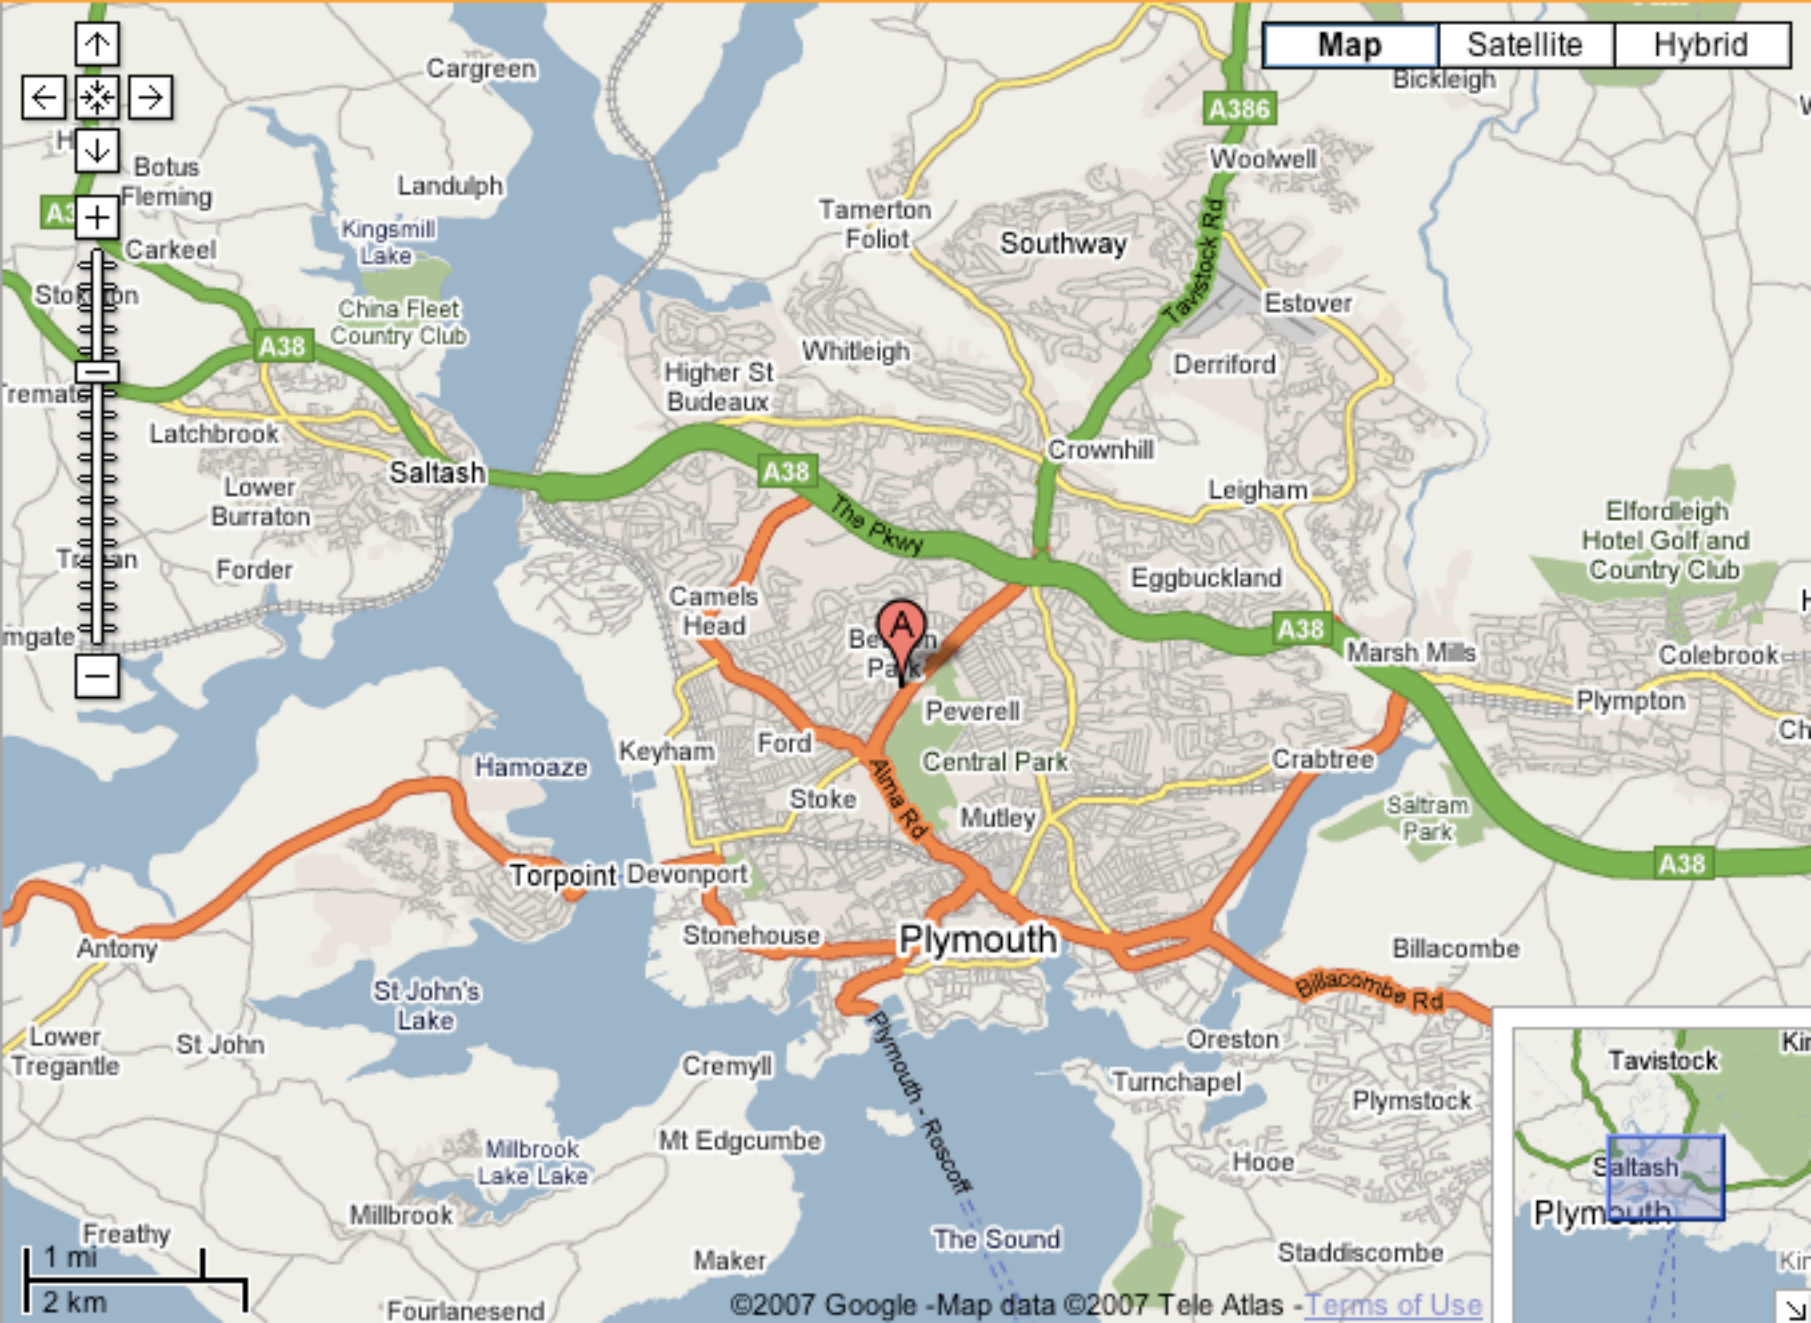 Map
Satellite
Hybrid
Cargreen
Bickleigh
A386
Woolwell
Botus
Fleming
Landulph
Tamerton
Foliot
Southway
Tavistock Rd
Kingsmill
Lake
Carkeel
China Fleet
Country Club
Estover
A38
Whitleigh
Derriford
Higher St
Budeaux
Latchbrook
Saltash
A38
Crownhill
Lower
Burraton
Leigham
The Pkwy
Elfordleigh
Hotel Golf and
Country Club
Forder
Eggbuckland
Camels
Head
A
A38
Park
Marsh Mills
Colebrook
Plympton
Peverell
Keyham
Ford
Central Park
Crabtree
Hamoaze
Alma Rd
Stoke
Mutley
Saltram
Park
A38
Torpoint
Devonport
Stonehouse
Plymouth
Antony
Billacombe
Billacombe Rd
St John's
Lake
Lower
Tregantle
St John
Oreston
Cremyll
Turnchapel
Plymstock
Plymouth - Roscoff
Mt Edgcumbe
Millbrook
Lake Lake
Hooe
Millbrook
Freathy
The Sound
Maker
Staddiscombe
Fourlanesend
1 mi
2 km
Tavistock
Saltash
Plymouth
©2007 Google -Map data ©2007 Tele Atlas -Terms of Use